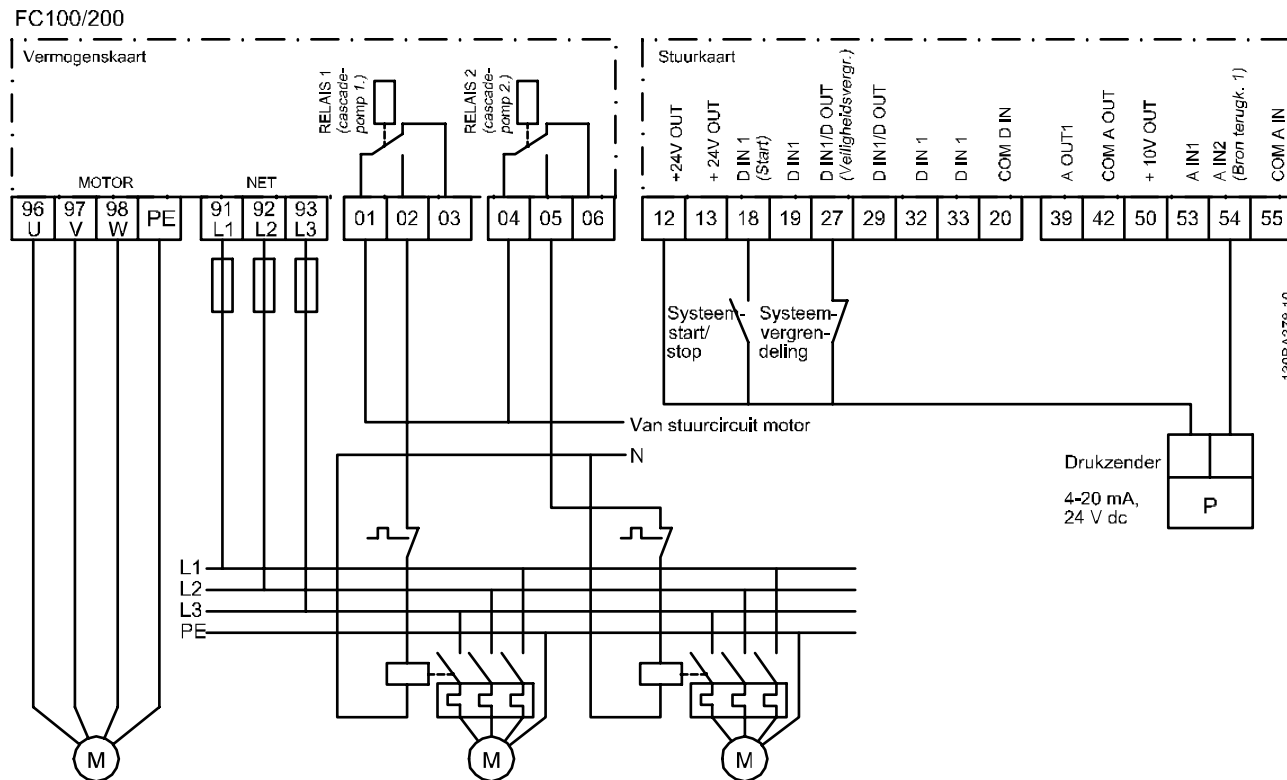 FC100/200
Vermogenskaart
Stuurkaart
RELAIS 1
(cascade-
pomp 1.)
RELAIS 2
(cascade-
pomp 2.)
+24V OUT
+ 24V OUT
D IN 1
(Start)
D IN1
D IN1/D OUT
(Veiligheidsvergr.)
D IN1/D OUT
D IN 1
D IN 1
COM D IN
A OUT1
COM A OUT
+ 10V OUT
A IN1
A IN2
(Bron terugk. 1)
COM A IN
MOTOR
NET
96 97 98 PE 91 92 93 01 02 03 04 05 06 12 13 18 19 27 29 32 33 20 39 42 50 53 54 55
U V W L1 L2 L3
Systeem-
start/
stop
Systeem-
vergren-
deling
Van stuurcircuit motor
N
Drukzender
4-20 mA,
24 V dc
P
L1
L2
L3
PE
M M M